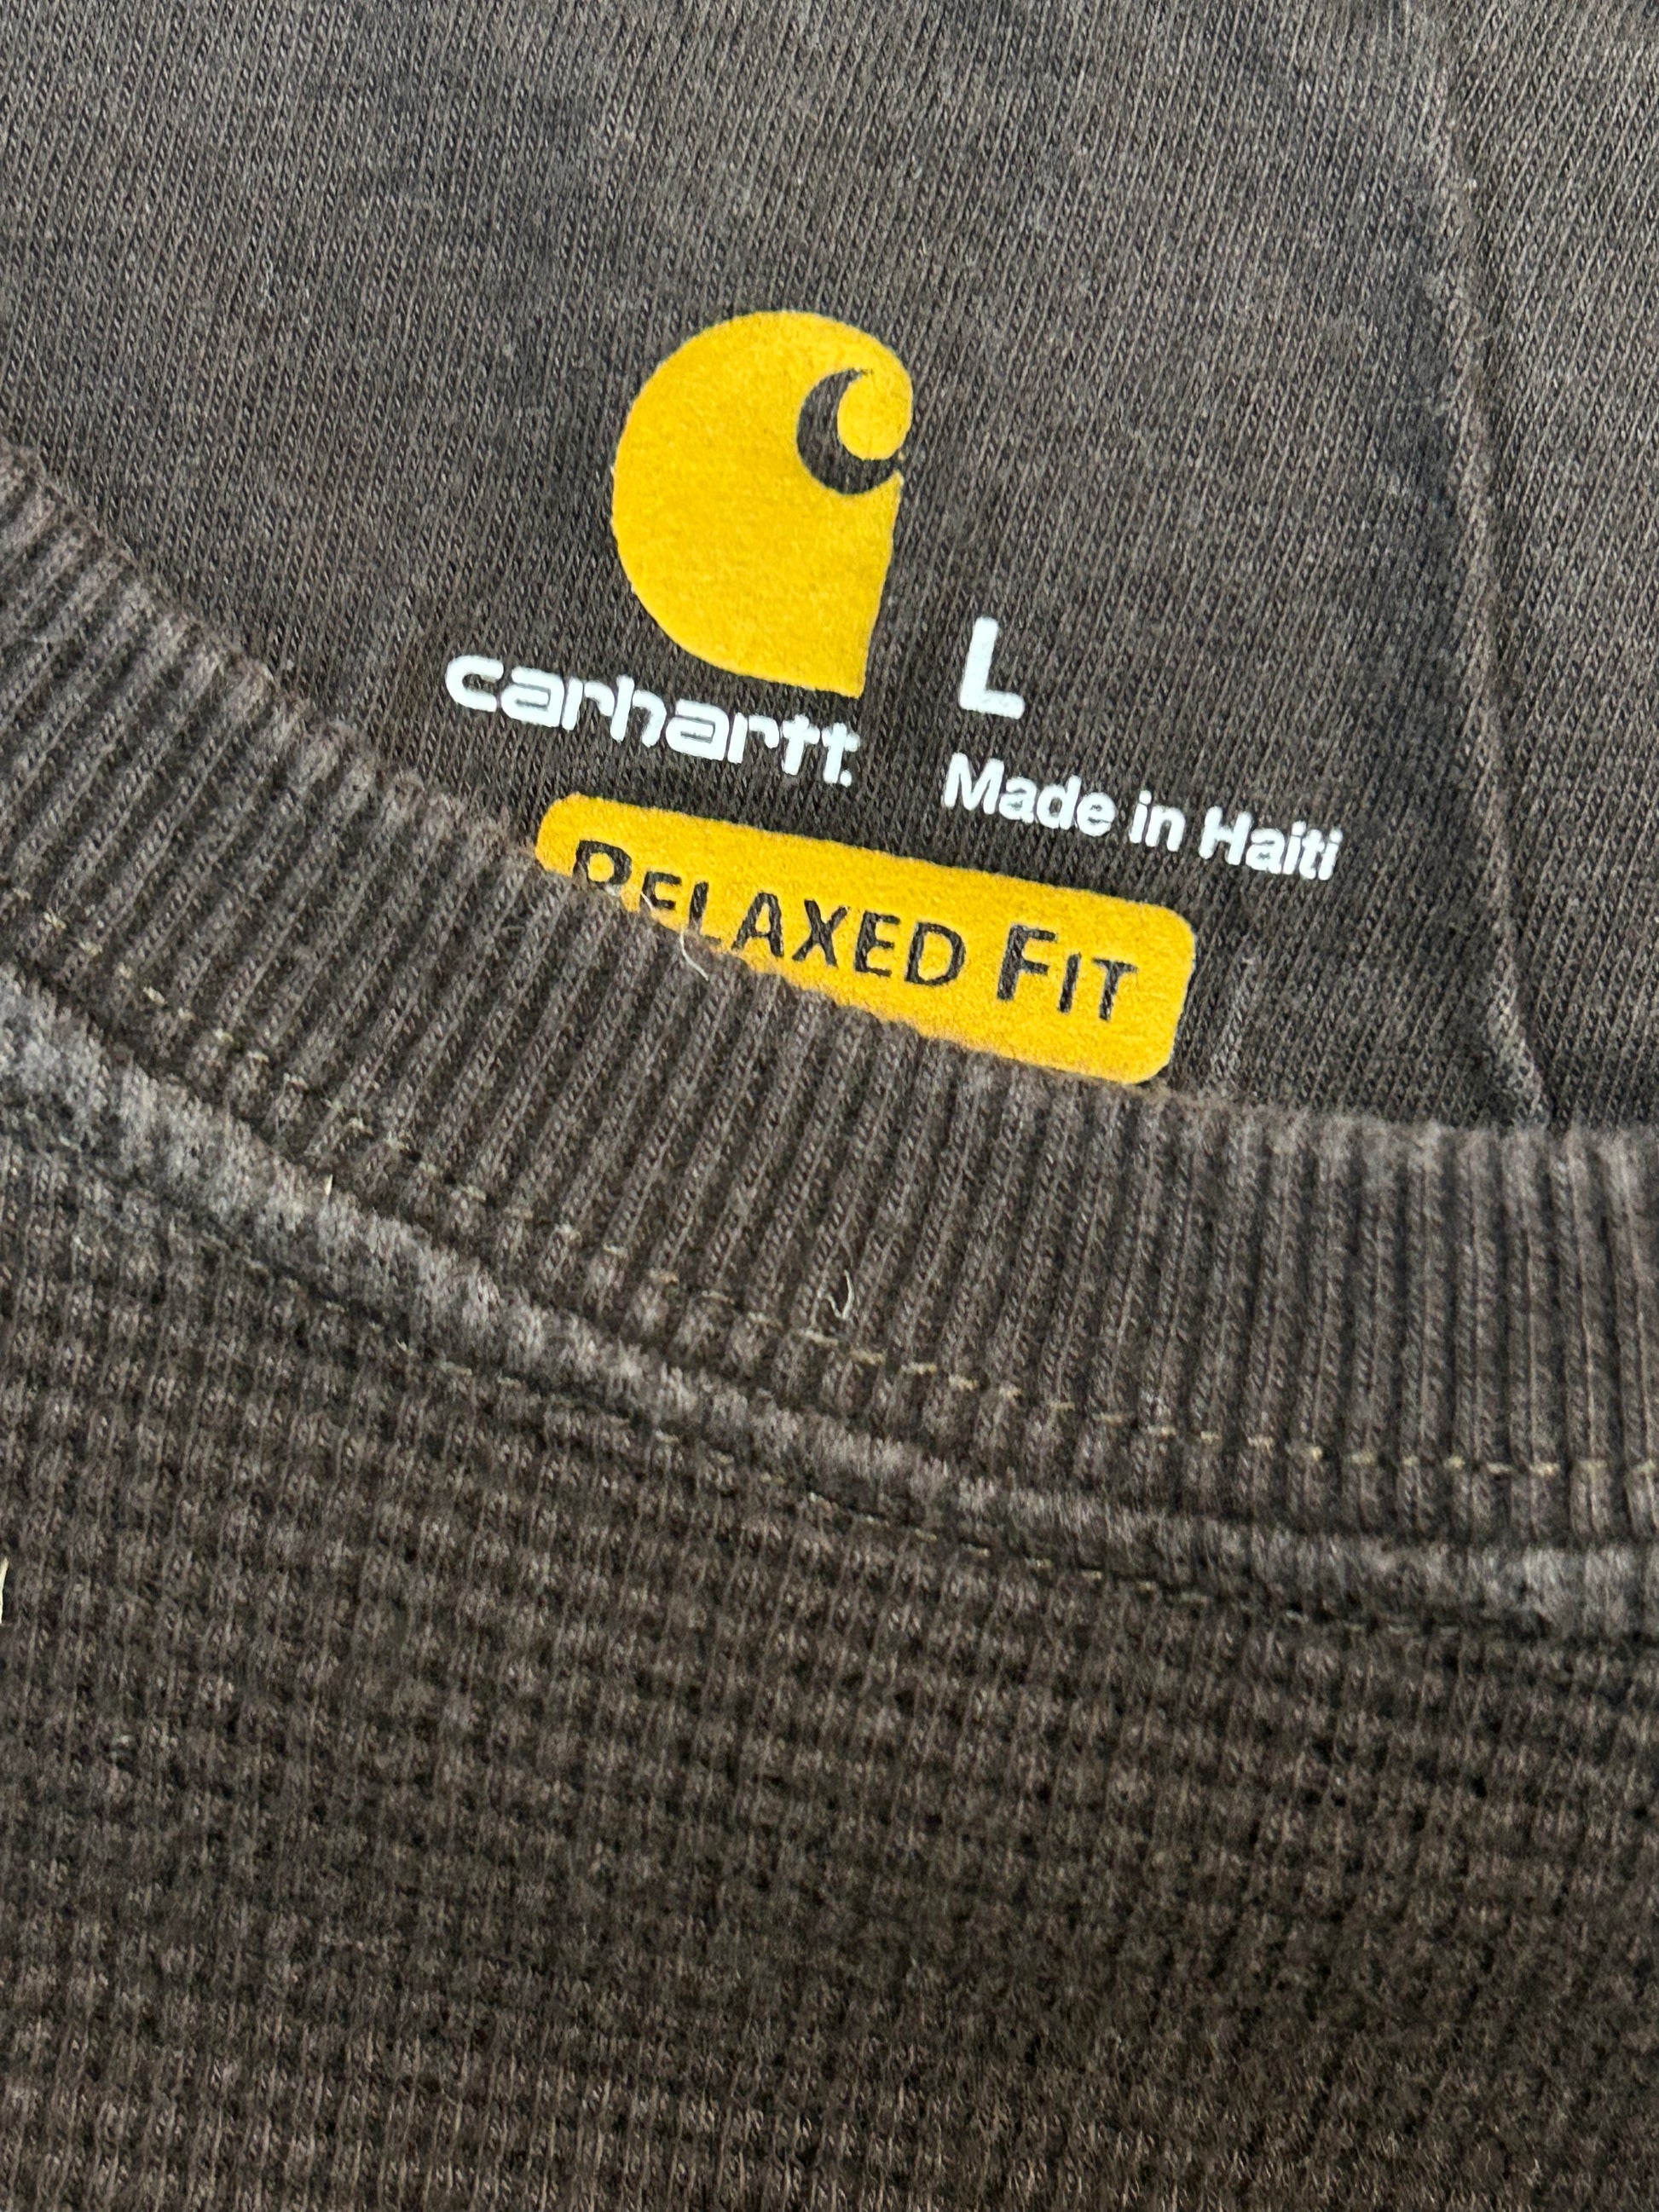 carhartt.
L
Made in Haiti
RELAXED FIT